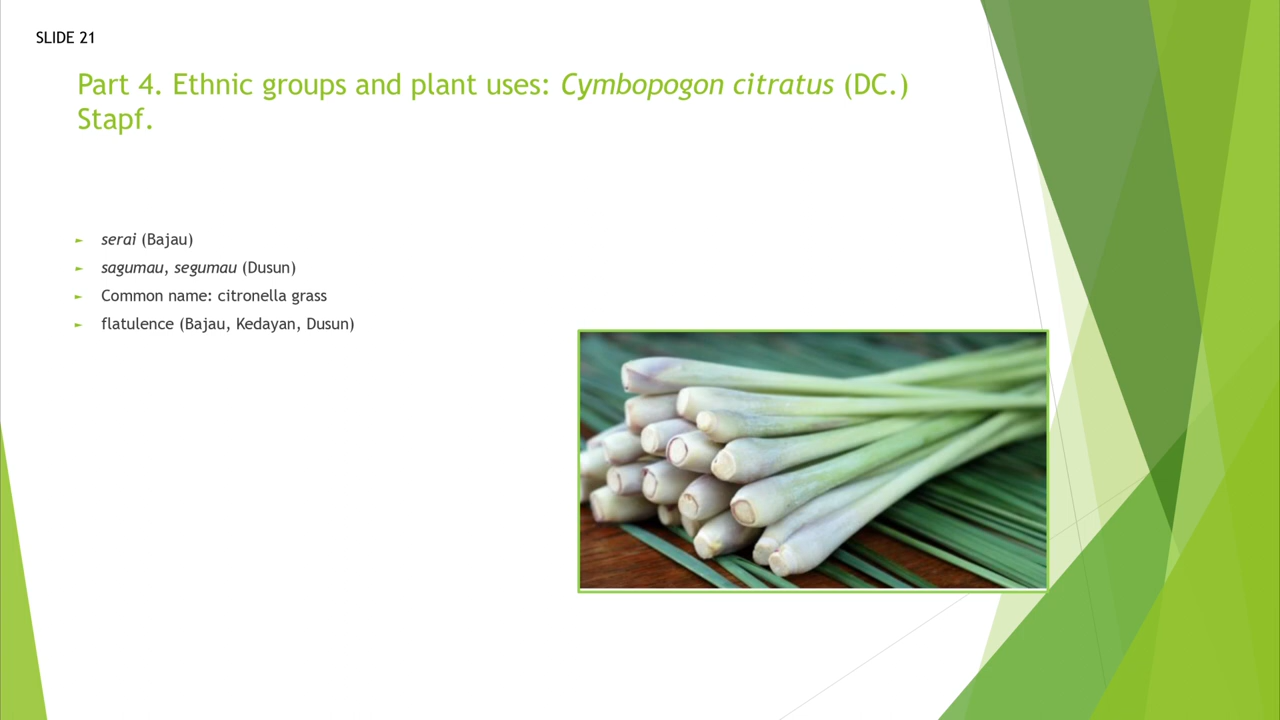 SLIDE 21
Part 4. Ethnic groups and plant uses: Cymbopogon citratus (DC.)
Stapf.
► serai (Bajau)
► sagumau, segumau (Dusun)
► Common name: citronella grass
► flatulence (Bajau, Kedayan, Dusun)